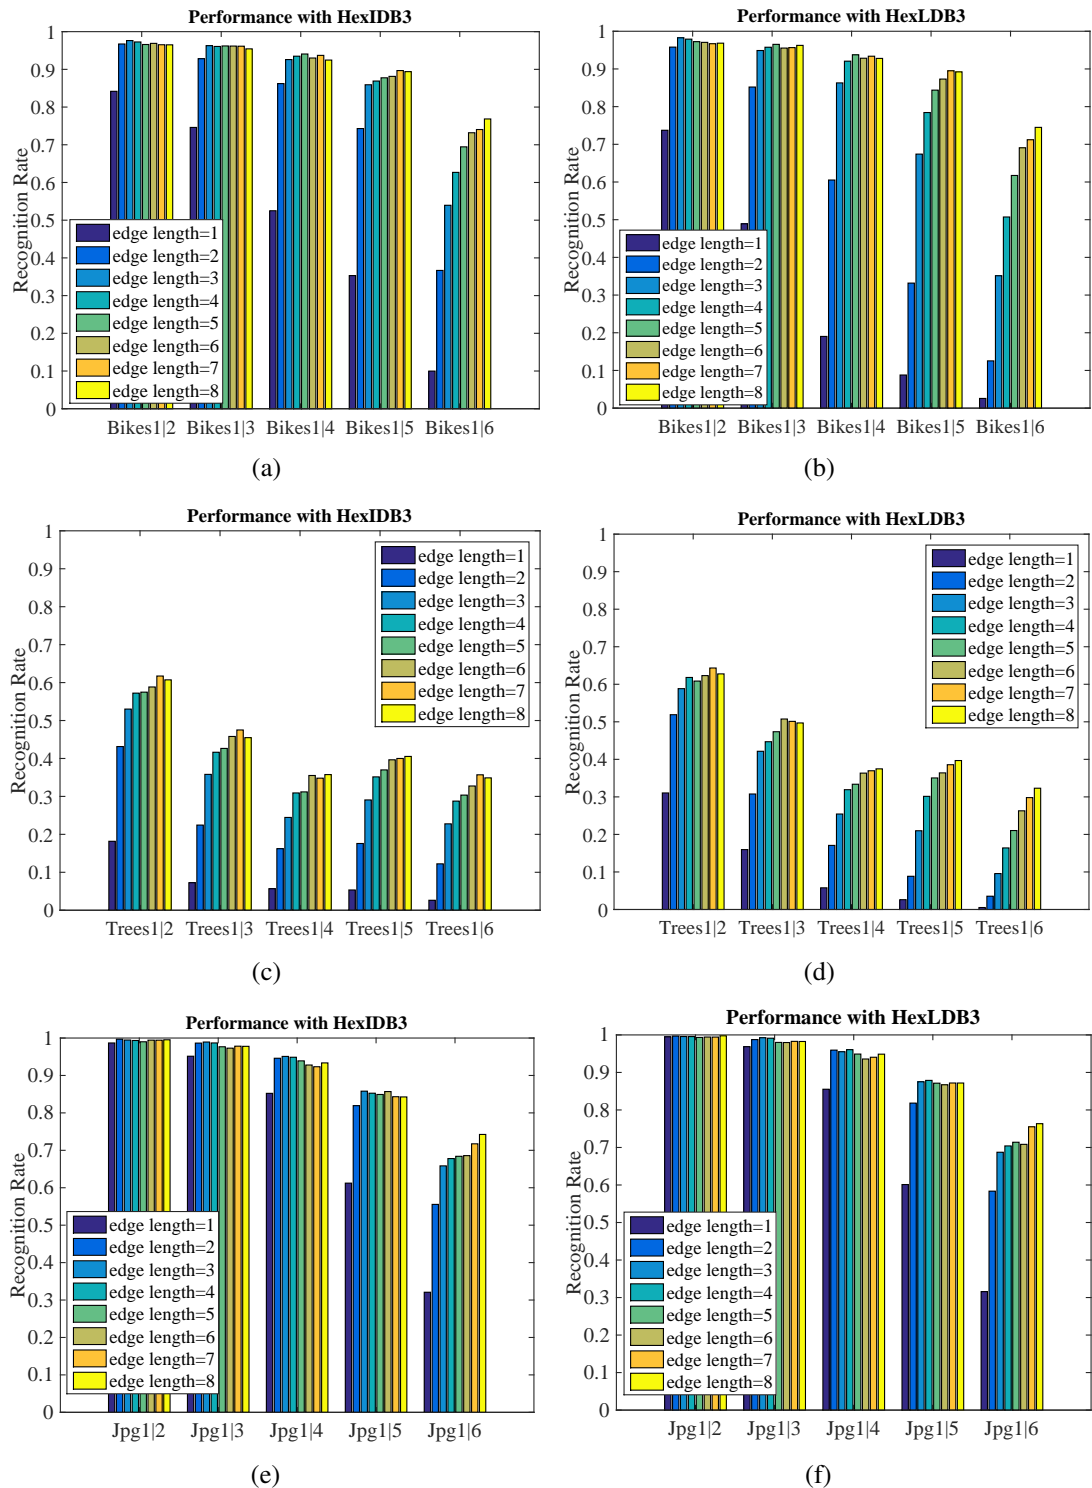 Performance with HexIDB3
1
0.9
0.8
0.7
0.6
0.5
0.4
0.3
0.2
0.1
0
Recognition Rate
edge length=1
edge length=2
edge length=3
edge length=4
edge length=5
edge length=6
edge length=7
edge length=8
Bikes1|2 Bikes1|3 Bikes1|4 Bikes1|5 Bikes1|6
(a)
Performance with HexLDB3
1
0.9
0.8
0.7
0.6
0.5
0.4
0.3
0.2
0.1
0
Recognition Rate
edge length=1
edge length=2
edge length=3
edge length=4
edge length=5
edge length=6
edge length=7
edge length=8
Bikes1|2 Bikes1|3 Bikes1|4 Bikes1|5 Bikes1|6
(b)
Performance with HexIDB3
1
0.9
0.8
0.7
0.6
0.5
0.4
0.3
0.2
0.1
0
Recognition Rate
edge length=1
edge length=2
edge length=3
edge length=4
edge length=5
edge length=6
edge length=7
edge length=8
Trees1|2 Trees1|3 Trees1|4 Trees1|5 Trees1|6
(c)
Performance with HexLDB3
1
0.9
0.8
0.7
0.6
0.5
0.4
0.3
0.2
0.1
0
Recognition Rate
edge length=1
edge length=2
edge length=3
edge length=4
edge length=5
edge length=6
edge length=7
edge length=8
Trees1|2 Trees1|3 Trees1|4 Trees1|5 Trees1|6
(d)
Performance with HexIDB3
1
0.9
0.8
0.7
0.6
0.5
0.4
0.3
0.2
0.1
0
Recognition Rate
edge length=1
edge length=2
edge length=3
edge length=4
edge length=5
edge length=6
edge length=7
edge length=8
Jpg1|2 Jpg1|3 Jpg1|4 Jpg1|5 Jpg1|6
(e)
Performance with HexLDB3
1
0.9
0.8
0.7
0.6
0.5
0.4
0.3
0.2
0.1
0
Recognition Rate
edge length=1
edge length=2
edge length=3
edge length=4
edge length=5
edge length=6
edge length=7
edge length=8
Jpg1|2 Jpg1|3 Jpg1|4 Jpg1|5 Jpg1|6
(f)